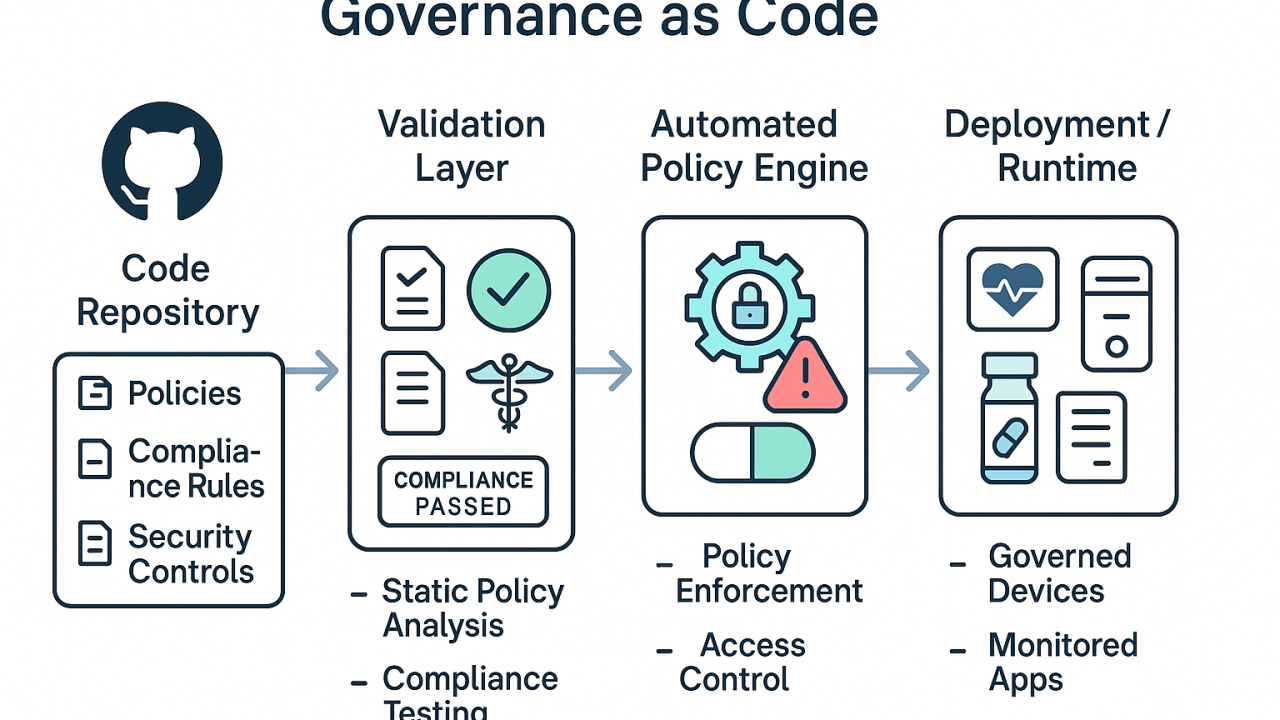 Governance as Code
Code
Repository
Policies
Complia-
nce Rules
Security
Controls
Validation
Layer
COMPLIANCE
PASSED
– Static Policy
Analysis
– Compliance
Testing
Automated
Policy Engine
– Policy
Enforcement
– Access
Control
Deployment /
Runtime
– Governed
Devices
– Monitored
Apps